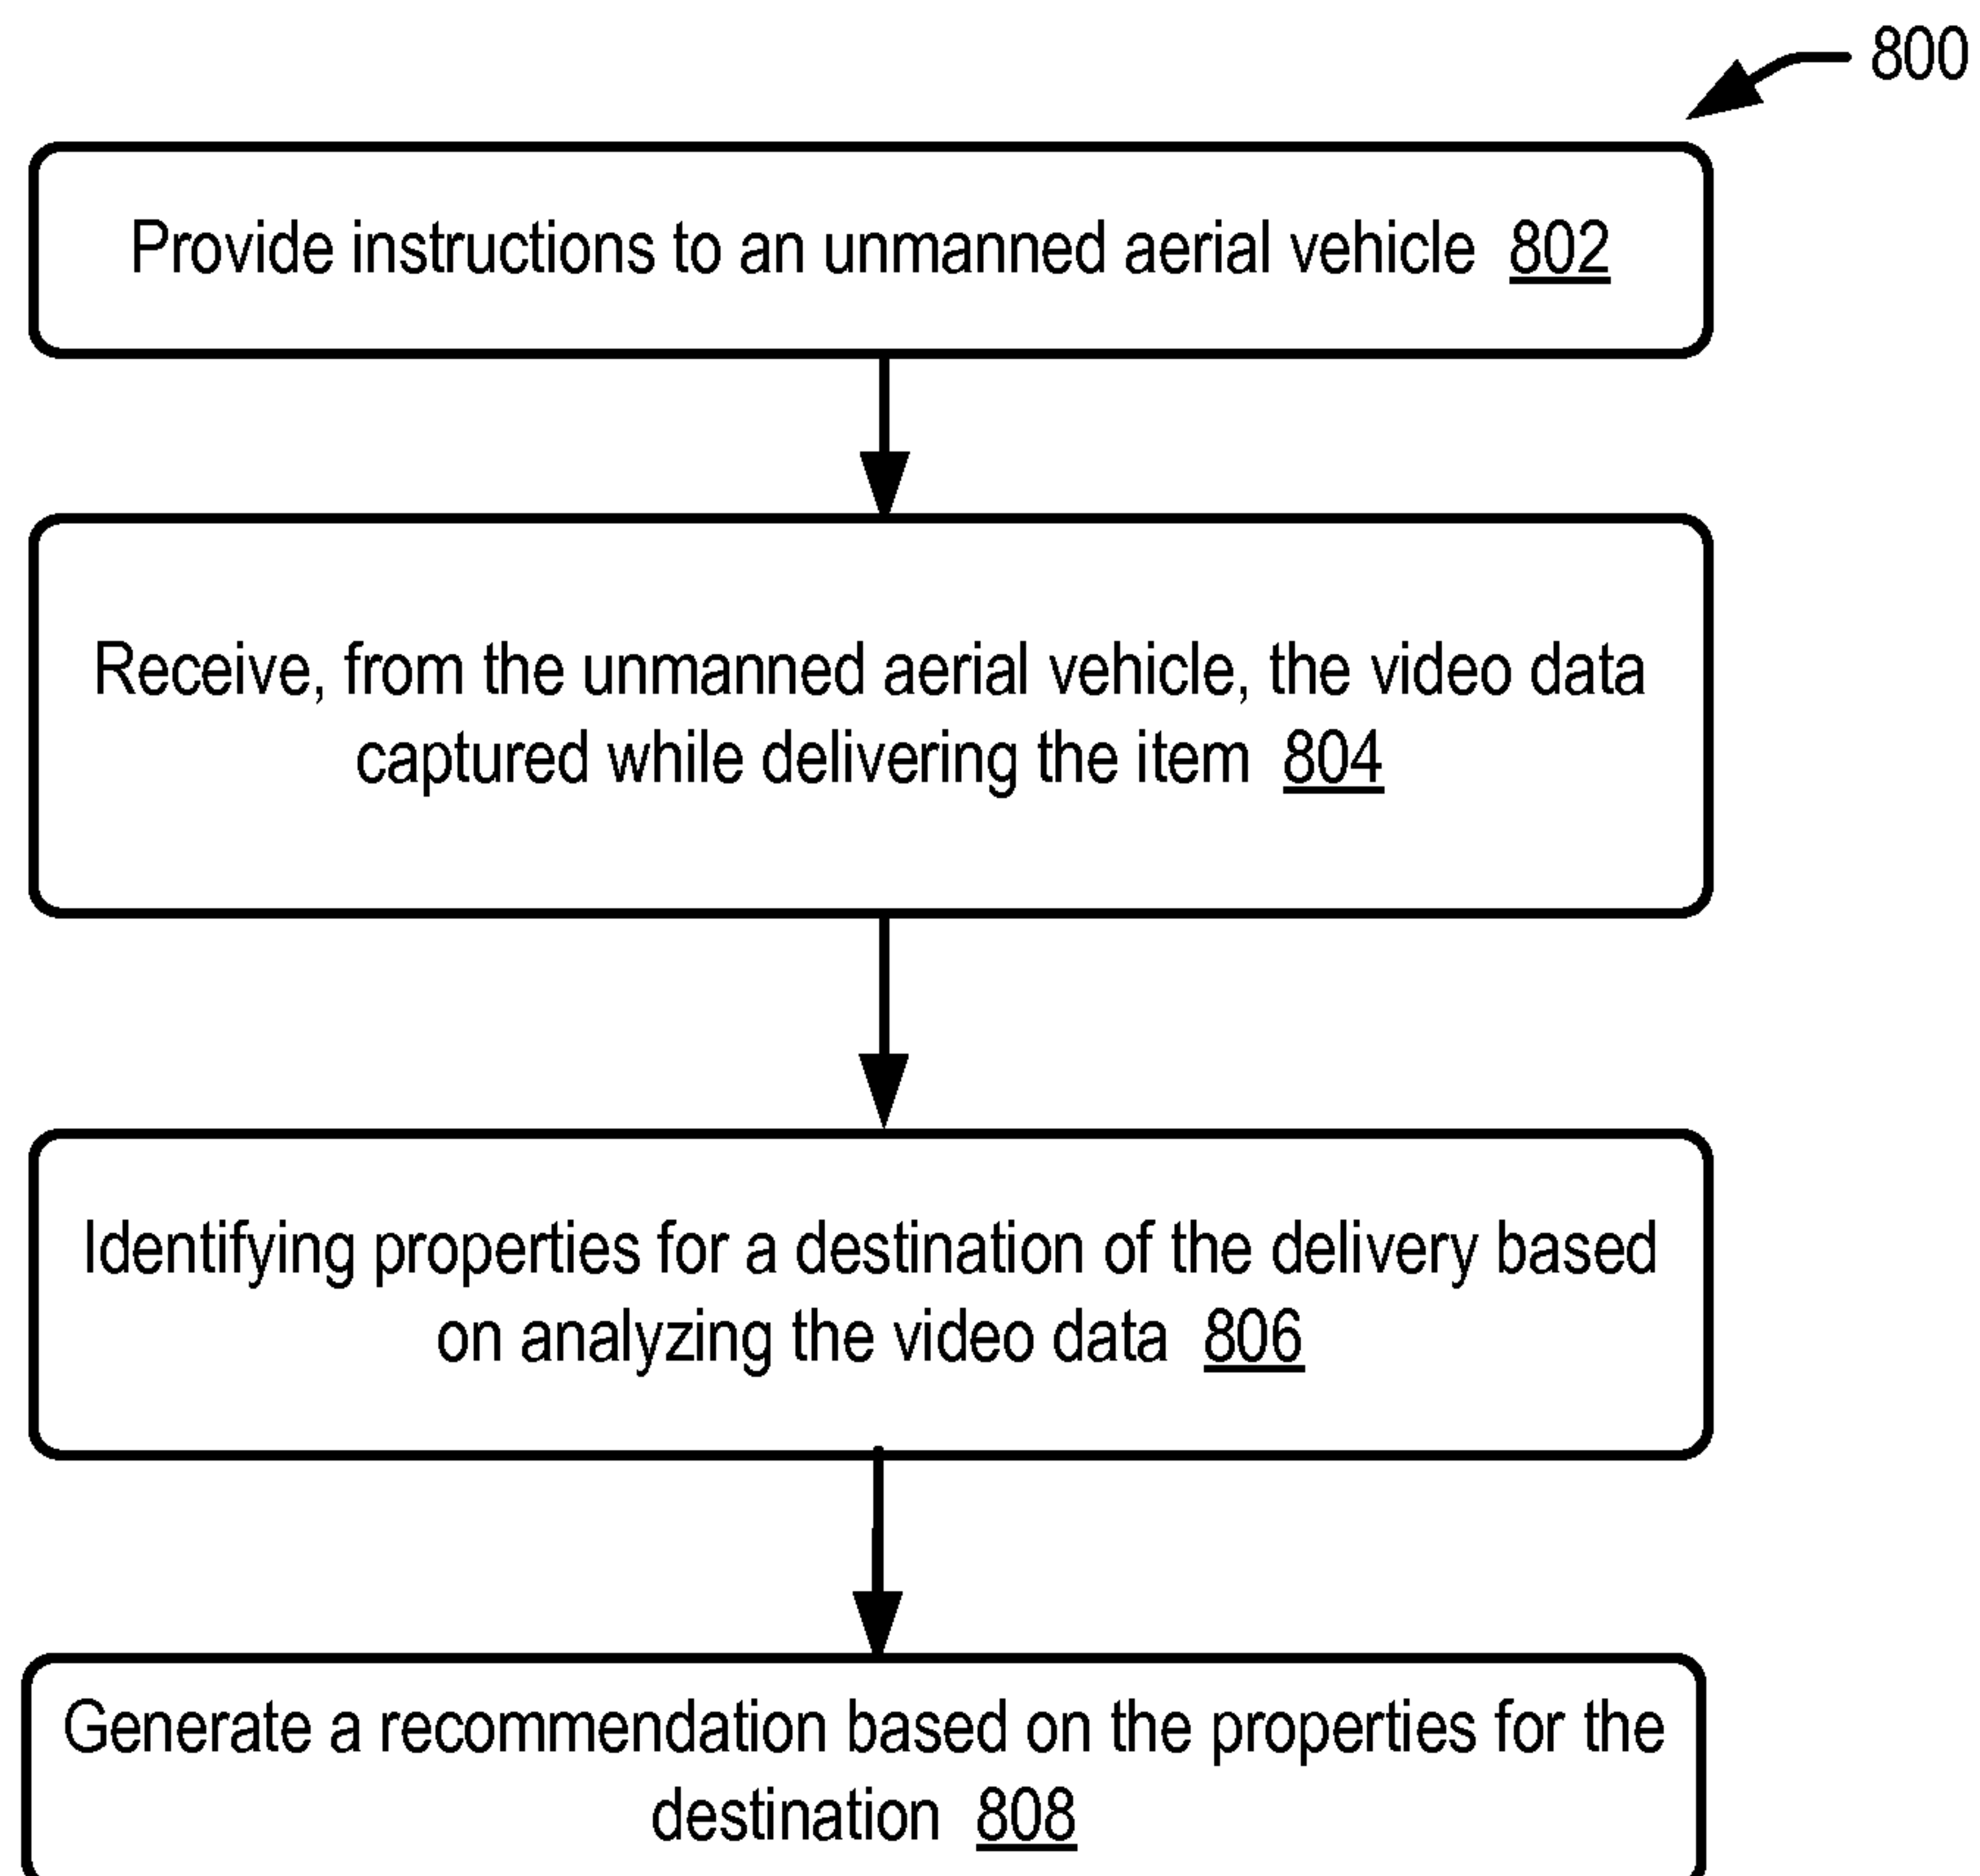 800
Provide instructions to an unmanned aerial vehicle 802
Receive, from the unmanned aerial vehicle, the video data
captured while delivering the item 804
Identifying properties for a destination of the delivery based
on analyzing the video data 806
Generate a recommendation based on the properties for the
destination 808